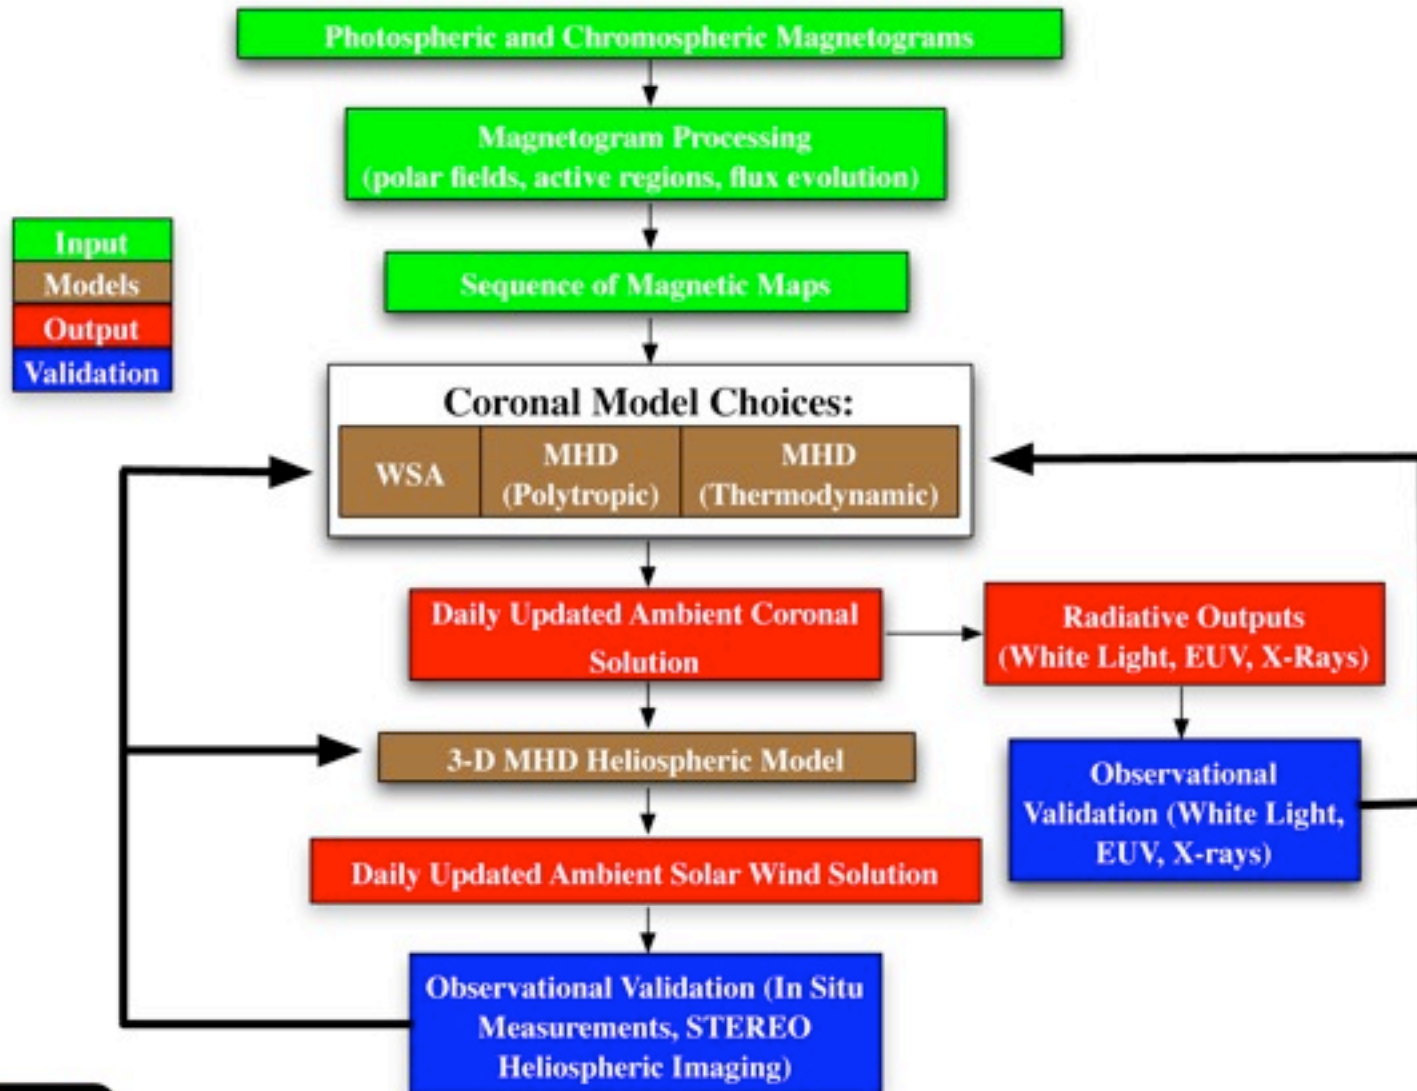 Photospheric and Chromospheric Magnetograms
Magnetogram Processing
(polar fields, active regions, flux evolution)
Input
Models
Output
Validation
Sequence of Magnetic Maps
Coronal Model Choices:
WSA
MHD
(Polytropic)
MHD
(Thermodynamic)
Daily Updated Ambient Coronal
Solution
Radiative Outputs
(White Light, EUV, X-Rays)
3-D MHD Heliospheric Model
Observational
Validation (White Light,
EUV, X-rays)
Daily Updated Ambient Solar Wind Solution
Observational Validation (In Situ
Measurements, STEREO
Heliospheric Imaging)